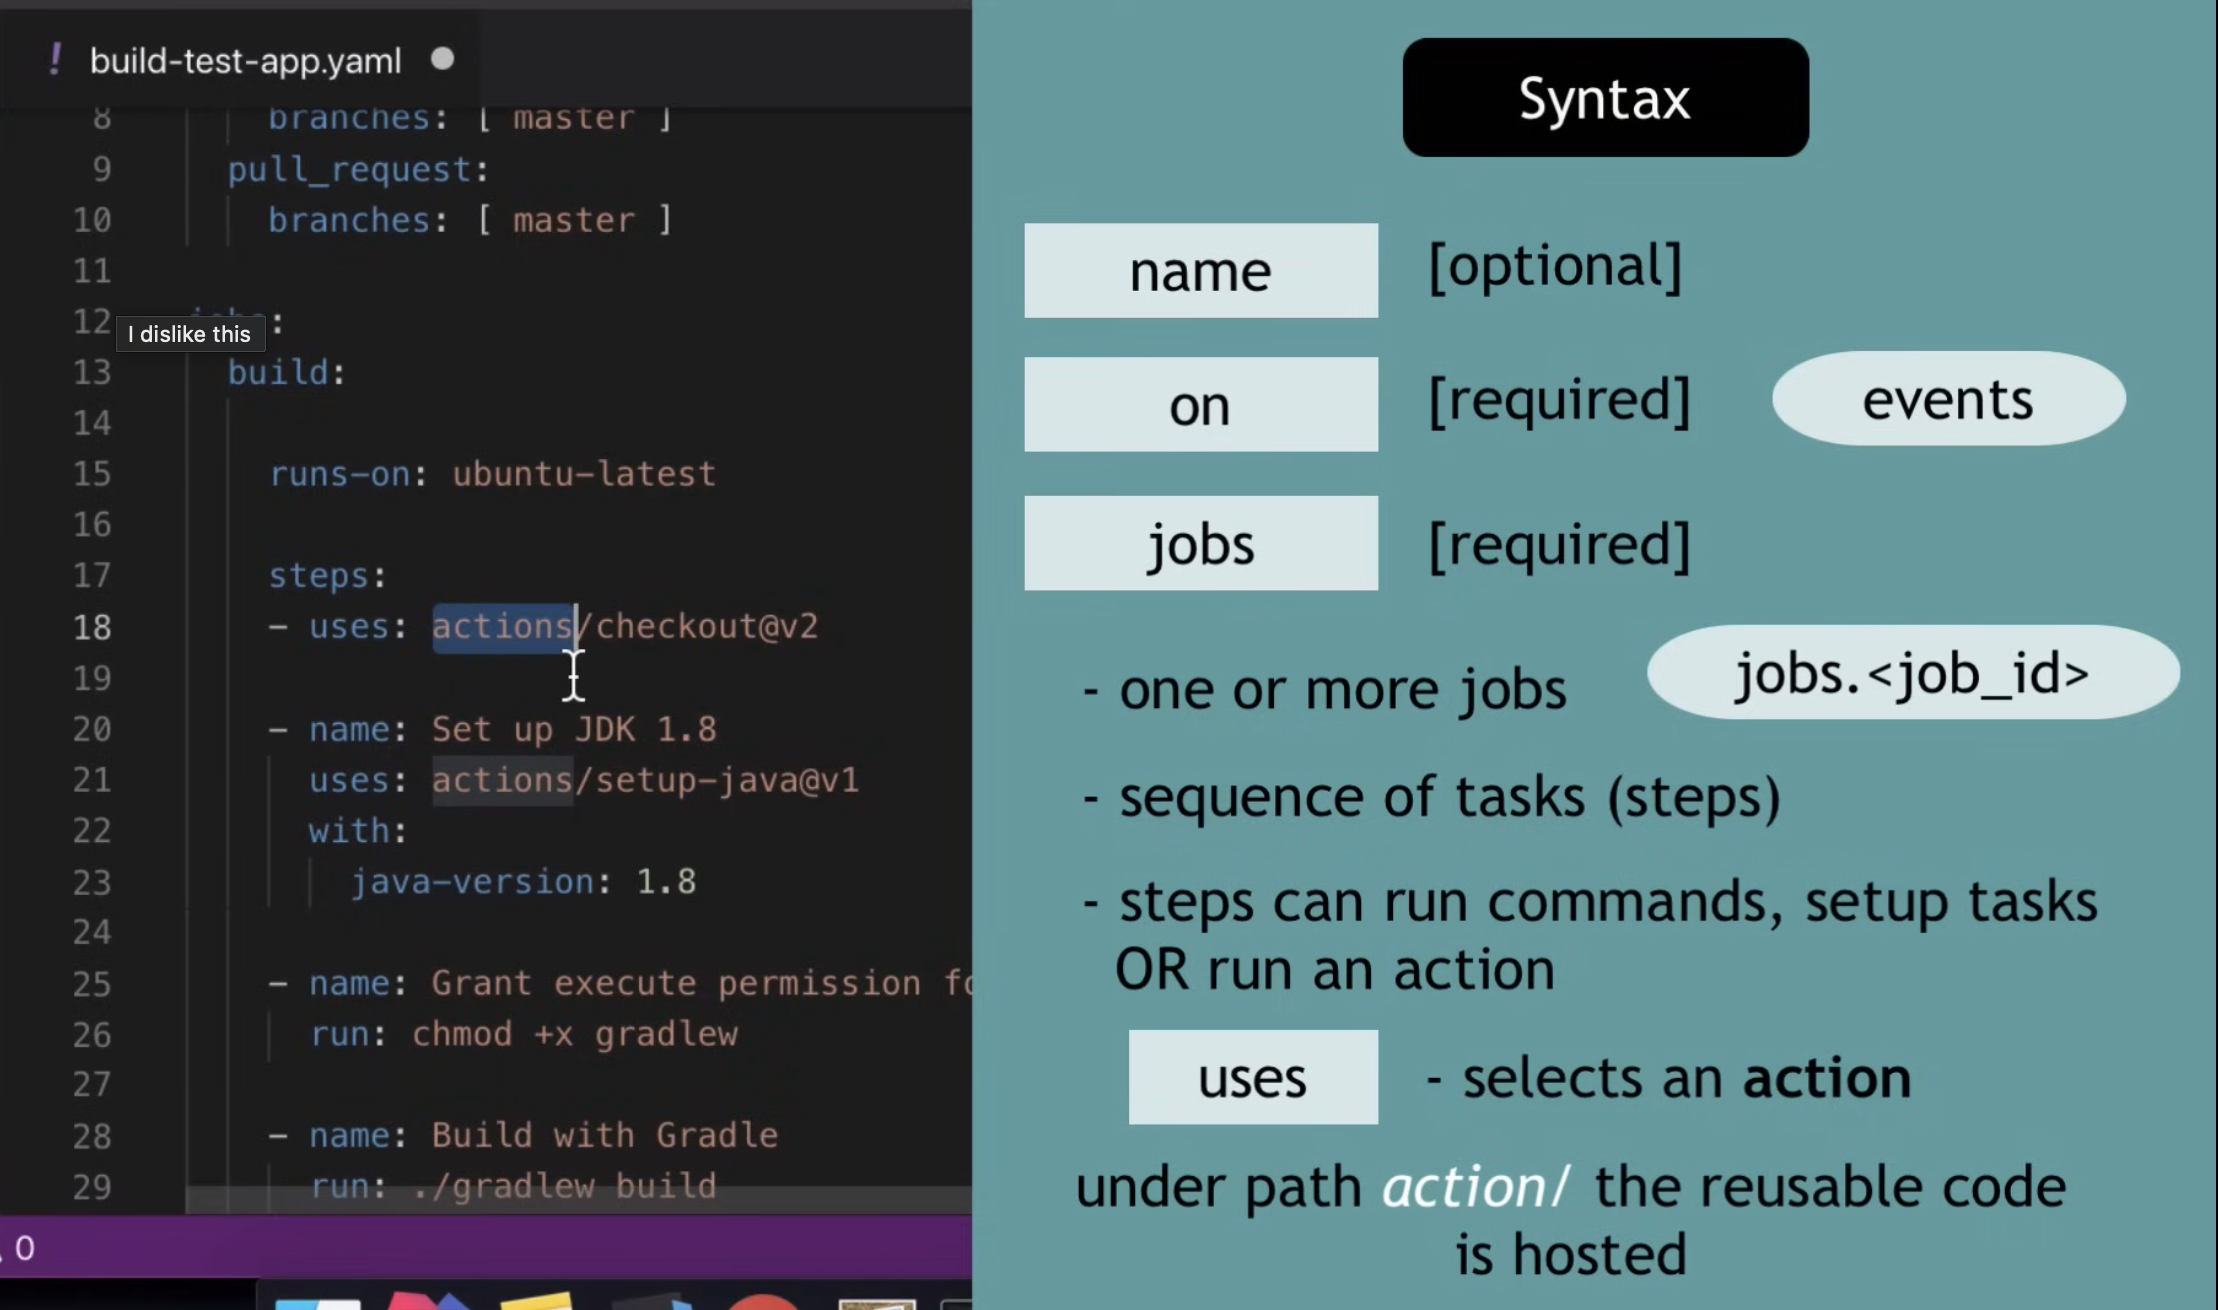 ! build-test-app.yaml
8 branches: [ master ]
9 pull_request:
10 branches: [ master ]
11
12 jobs:
I dislike this
13 build:
14
15 runs-on: ubuntu-latest
16
17 steps:
18 - uses: actions/checkout@v2
19
20 - name: Set up JDK 1.8
21 uses: actions/setup-java@v1
22 with:
23 java-version: 1.8
24
25 - name: Grant execute permission
26 run: chmod +x gradlew
27
28 - name: Build with Gradle
29 run: ./gradlew build
0
Syntax
name [optional]
on [required] events
jobs [required]
- one or more jobs jobs.<job_id>
- sequence of tasks (steps)
- steps can run commands, setup tasks
OR run an action
uses - selects an action
under path action/ the reusable code
is hosted